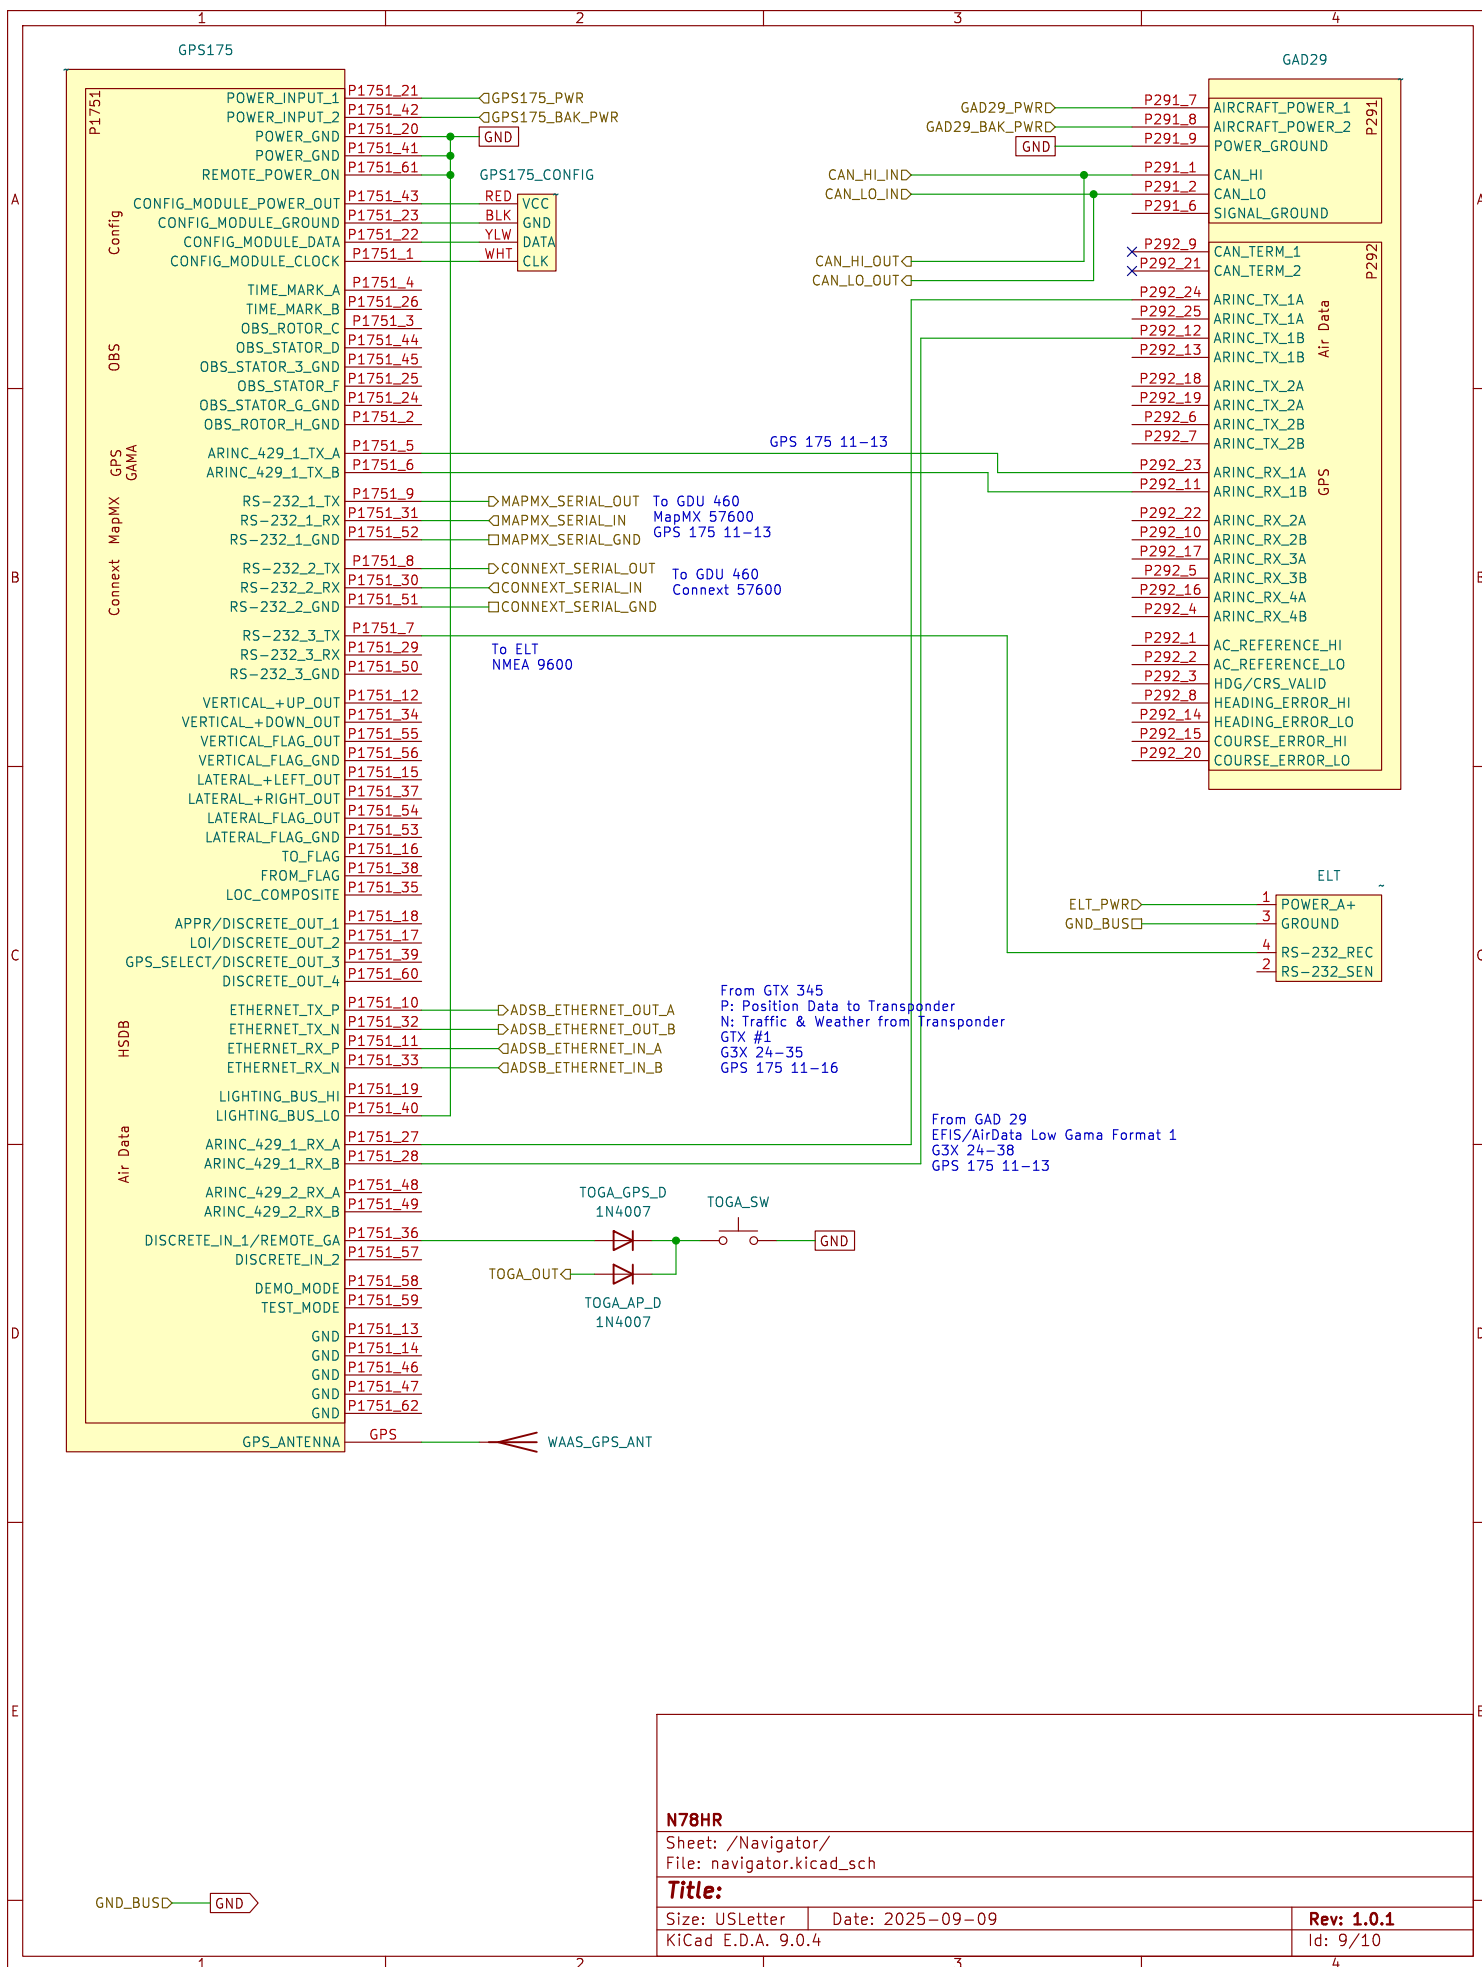 1 2 3 4
GPS175
P1751
POWER_INPUT_1 P1751_21 GPS175_PWR
POWER_INPUT_2 P1751_42 GPS175_BAK_PWR
POWER_GND P1751_20 GND
POWER_GND P1751_41
REMOTE_POWER_ON P1751_61
Config
GPS175_CONFIG
CONFIG_MODULE_POWER_OUT P1751_43 RED VCC
CONFIG_MODULE_GROUND P1751_23 BLK GND
CONFIG_MODULE_DATA P1751_22 YLW DATA
CONFIG_MODULE_CLOCK P1751_1 WHT CLK
TIME_MARK_A P1751_4
TIME_MARK_B P1751_26
OBS
OBS_ROTOR_C P1751_3
OBS_STATOR_D P1751_44
OBS_STATOR_3_GND P1751_45
OBS_STATOR_F P1751_25
OBS_STATOR_G_GND P1751_24
OBS_ROTOR_H_GND P1751_2
GPS
GAMA
ARINC_429_1_TX_A P1751_5
ARINC_429_1_TX_B P1751_6
GPS 175 11-13
MapMX
RS-232_1_TX P1751_9 MAPMX_SERIAL_OUT
RS-232_1_RX P1751_31 MAPMX_SERIAL_IN
RS-232_1_GND P1751_52 MAPMX_SERIAL_GND
To GDU 460
MapMX 57600
GPS 175 11-13
Connext
RS-232_2_TX P1751_8 CONNEXT_SERIAL_OUT
RS-232_2_RX P1751_30 CONNEXT_SERIAL_IN
RS-232_2_GND P1751_51 CONNEXT_SERIAL_GND
To GDU 460
Connext 57600
RS-232_3_TX P1751_7
RS-232_3_RX P1751_29
RS-232_3_GND P1751_50
To ELT
NMEA 9600
VERTICAL_+UP_OUT P1751_12
VERTICAL_+DOWN_OUT P1751_34
VERTICAL_FLAG_OUT P1751_55
VERTICAL_FLAG_GND P1751_56
LATERAL_+LEFT_OUT P1751_15
LATERAL_+RIGHT_OUT P1751_37
LATERAL_FLAG_OUT P1751_54
LATERAL_FLAG_GND P1751_53
TO_FLAG P1751_16
FROM_FLAG P1751_38
LOC_COMPOSITE P1751_35
APPR/DISCRETE_OUT_1 P1751_18
LOI/DISCRETE_OUT_2 P1751_17
GPS_SELECT/DISCRETE_OUT_3 P1751_39
DISCRETE_OUT_4 P1751_60
HSDB
ETHERNET_TX_P P1751_10 ADSB_ETHERNET_OUT_A
ETHERNET_TX_N P1751_32 ADSB_ETHERNET_OUT_B
ETHERNET_RX_P P1751_11 ADSB_ETHERNET_IN_A
ETHERNET_RX_N P1751_33 ADSB_ETHERNET_IN_B
From GTX 345
P: Position Data to Transponder
N: Traffic & Weather from Transponder
GTX #1
G3X 24-35
GPS 175 11-16
LIGHTING_BUS_HI P1751_19
LIGHTING_BUS_LO P1751_40
Air Data
ARINC_429_1_RX_A P1751_27
ARINC_429_1_RX_B P1751_28
From GAD 29
EFIS/AirData Low Gama Format 1
G3X 24-38
GPS 175 11-13
ARINC_429_2_RX_A P1751_48
ARINC_429_2_RX_B P1751_49
DISCRETE_IN_1/REMOTE_GA P1751_36
DISCRETE_IN_2 P1751_57
TOGA_GPS_D
1N4007
TOGA_SW
GND
TOGA_OUT
TOGA_AP_D
1N4007
DEMO_MODE P1751_58
TEST_MODE P1751_59
GND P1751_13
GND P1751_14
GND P1751_46
GND P1751_47
GND P1751_62
GPS_ANTENNA GPS WAAS_GPS_ANT
GAD29
P291
GAD29_PWR P291_7 AIRCRAFT_POWER_1
GAD29_BAK_PWR P291_8 AIRCRAFT_POWER_2
GND P291_9 POWER_GROUND
CAN_HI_IN P291_1 CAN_HI
CAN_LO_IN P291_2 CAN_LO
P291_6 SIGNAL_GROUND
P292
CAN_HI_OUT
CAN_LO_OUT
P292_9 CAN_TERM_1
P292_21 CAN_TERM_2
Air Data
P292_24 ARINC_TX_1A
P292_25 ARINC_TX_1A
P292_12 ARINC_TX_1B
P292_13 ARINC_TX_1B
P292_18 ARINC_TX_2A
P292_19 ARINC_TX_2A
P292_6 ARINC_TX_2B
P292_7 ARINC_TX_2B
GPS
P292_23 ARINC_RX_1A
P292_11 ARINC_RX_1B
P292_22 ARINC_RX_2A
P292_10 ARINC_RX_2B
P292_17 ARINC_RX_3A
P292_5 ARINC_RX_3B
P292_16 ARINC_RX_4A
P292_4 ARINC_RX_4B
P292_1 AC_REFERENCE_HI
P292_2 AC_REFERENCE_LO
P292_3 HDG/CRS_VALID
P292_8 HEADING_ERROR_HI
P292_14 HEADING_ERROR_LO
P292_15 COURSE_ERROR_HI
P292_20 COURSE_ERROR_LO
ELT
~
ELT_PWR 1 POWER_A+
GND_BUS 3 GROUND
4 RS-232_REC
2 RS-232_SEN
A
B
C
D
E
GND_BUS GND
N78HR
Sheet: /Navigator/
File: navigator.kicad_sch
Title:
Size: USLetter Date: 2025-09-09 Rev: 1.0.1
KiCad E.D.A. 9.0.4 Id: 9/10
1 2 3 4